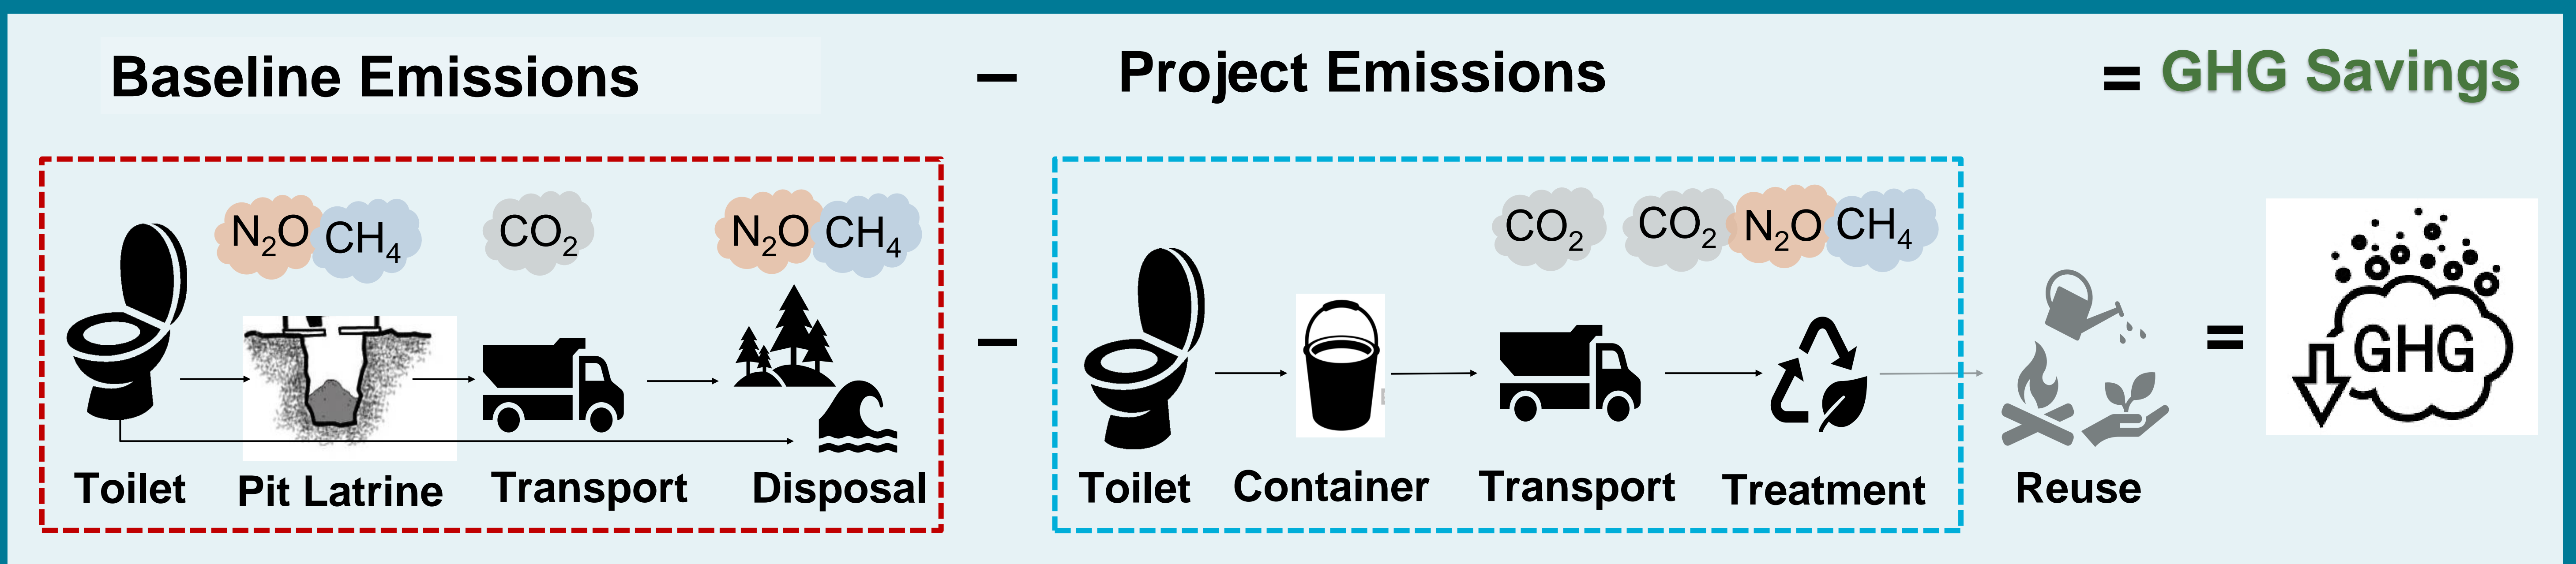 Baseline Emissions – Project Emissions = GHG Savings
N₂O CH₄ CO₂ N₂O CH₄
Toilet Pit Latrine Transport Disposal
–
CO₂ CO₂ N₂O CH₄
Toilet Container Transport Treatment
Reuse
=
GHG